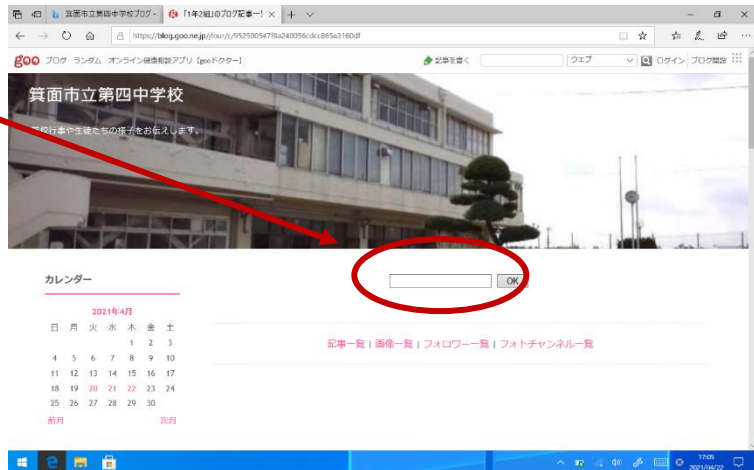 箕面市立第四中学校ブログ -
「1年2組」のブログ記事一!
https://blog.goo.ne.jp/jfour/c/952500547f8a240056cdcc865a3160df
goo ブログ ランダム オンライン健康相談アプリ【gooドクター】 記事を書く ウェブ ログイン ブログ開設
箕面市立第四中学校
学校行事や生徒たちの様子をお伝えします。
カレンダー
OK
2021年4月
日 月 火 水 木 金 土
1 2 3
4 5 6 7 8 9 10
11 12 13 14 15 16 17
18 19 20 21 22 23 24
25 26 27 28 29 30
前月 次月
記事一覧 | 画像一覧 | フォロワー一覧 | フォトチャンネル一覧
17:05
2021/04/22